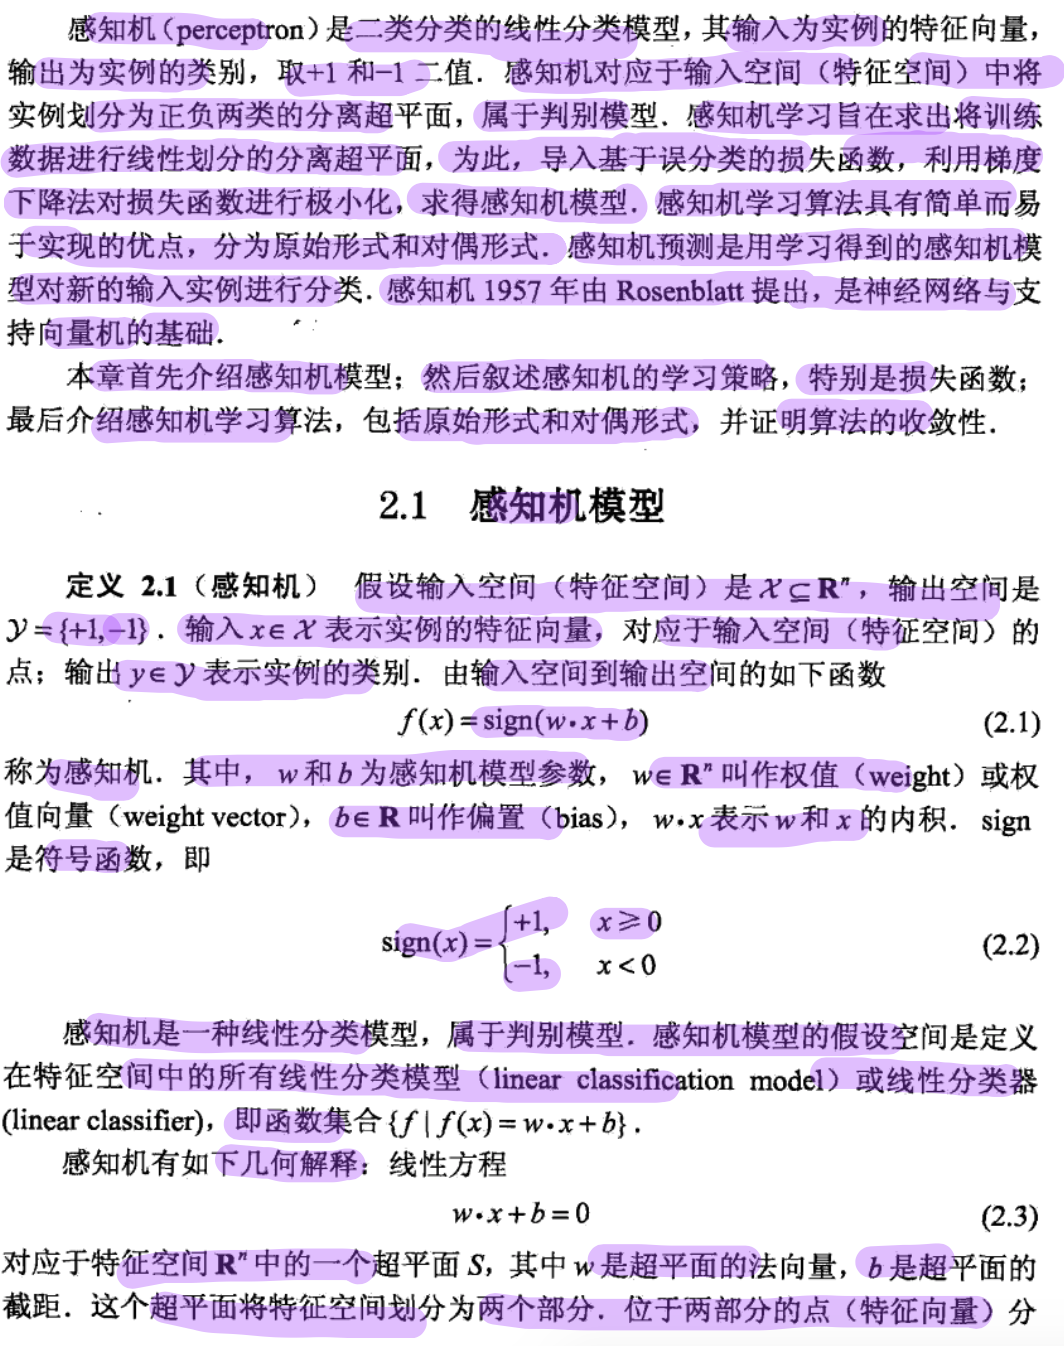 感知机（perceptron）是二类分类的线性分类模型，其输入为实例的特征向量，
输出为实例的类别，取+1 和−1 二值．感知机对应于输入空间（特征空间）中将
实例划分为正负两类的分离超平面，属于判别模型．感知机学习旨在求出将训练
数据进行线性划分的分离超平面，为此，导入基于误分类的损失函数，利用梯度
下降法对损失函数进行极小化，求得感知机模型．感知机学习算法具有简单而易
于实现的优点，分为原始形式和对偶形式．感知机预测是用学习得到的感知机模
型对新的输入实例进行分类．感知机 1957 年由 Rosenblatt 提出，是神经网络与支
持向量机的基础．
本章首先介绍感知机模型；然后叙述感知机的学习策略，特别是损失函数；
最后介绍感知机学习算法，包括原始形式和对偶形式，并证明算法的收敛性．
2.1 感知机模型
定义 2.1（感知机） 假设输入空间（特征空间）是 𝒳 ⊆ Rⁿ，输出空间是
𝒴 = {+1,−1}．输入 x∈ 𝒳 表示实例的特征向量，对应于输入空间（特征空间）的
点；输出 y∈ 𝒴 表示实例的类别．由输入空间到输出空间的如下函数
f(x) = sign(w•x+b) (2.1)
称为感知机．其中，w 和 b 为感知机模型参数，w∈ Rⁿ 叫作权值（weight）或权
值向量（weight vector），b∈ R 叫作偏置（bias），w•x 表示 w 和 x 的内积．sign
是符号函数，即
sign(x) = { +1, x ⩾ 0
−1, x < 0 (2.2)
感知机是一种线性分类模型，属于判别模型．感知机模型的假设空间是定义
在特征空间中的所有线性分类模型（linear classification model）或线性分类器
(linear classifier)，即函数集合 {f | f(x) = w•x+b}．
感知机有如下几何解释：线性方程
w•x+b = 0 (2.3)
对应于特征空间 Rⁿ 中的一个超平面 S，其中 w 是超平面的法向量，b 是超平面的
截距．这个超平面将特征空间划分为两个部分．位于两部分的点（特征向量）分